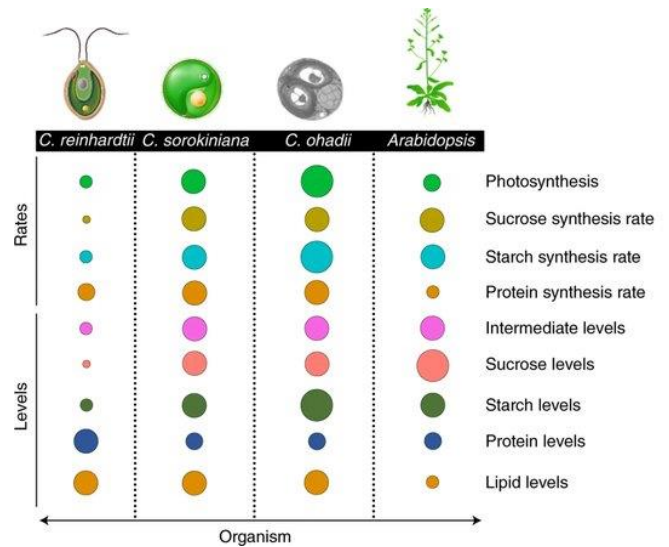 C. reinhardtii C. sorokiniana C. ohadii Arabidopsis
Rates
Photosynthesis
Sucrose synthesis rate
Starch synthesis rate
Protein synthesis rate
Levels
Intermediate levels
Sucrose levels
Starch levels
Protein levels
Lipid levels
Organism